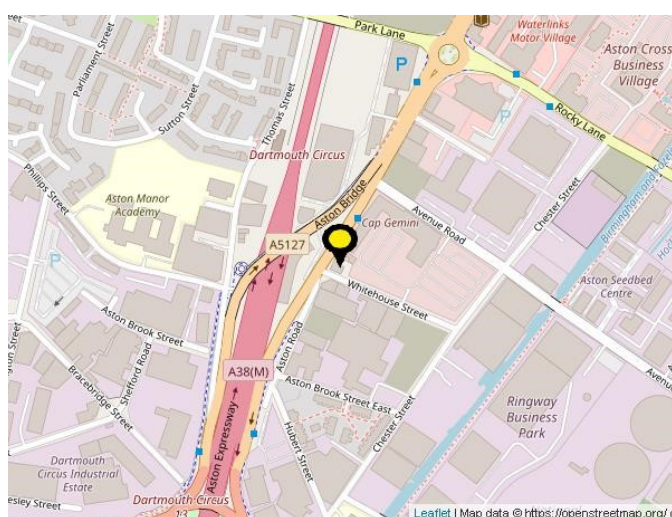 Park Lane
Waterlinks
Motor Village
Aston Cross
Business
Village
Parliament Street
Sutton Street
Thomas Street
P
P
Rocky Lane
Dartmouth Circus
Aston Bridge
Phillips Street
Aston Manor
Academy
Cap Gemini
Avenue Road
Chester Street
A5127
P
Aston Seedbed
Centre
Whitehouse Street
Aston Brook Street
Aston Road
Shefford Road
A38(M)
Aston Brook Street East
Bracebridge Street
Aston Expressway
Hubert Street
Chester Street
Ringway
Business
Park
Dartmouth
Circus Industrial
Estate
Dartmouth Circus
Leaflet | Map data © https://openstreetmap.org/